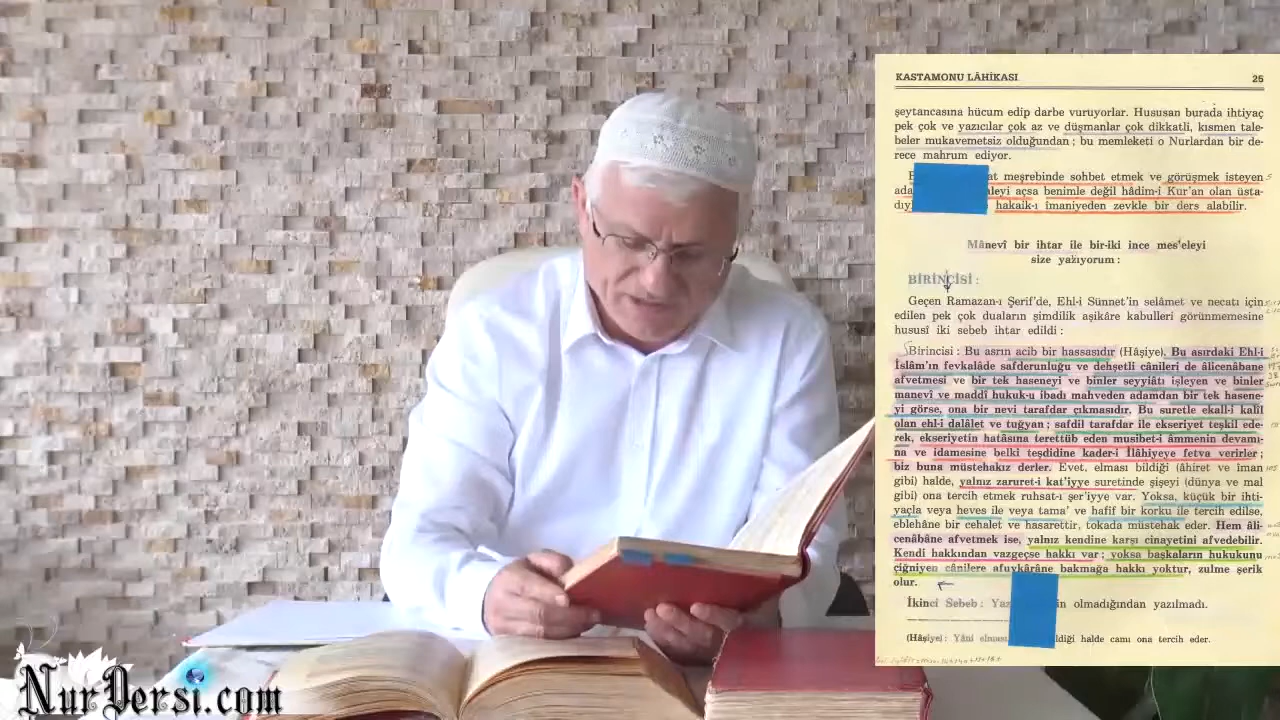 KASTAMONU LÂHİKASI 25
şeytancasına hücum edip darbe vuruyorlar. Hususan burada ihtiyaç
pek çok ve yazıcılar çok az ve düşmanlar çok dikkatli, kısmen tale-
beler mukavemetsiz olduğundan; bu memleketi o Nurlardan bir de-
rece mahrum ediyor.
meşrebinde sohbet etmek ve görüşmek isteyen
açsa benimle değil hâdim-i Kur'an olan üsta-
hakaik-ı imaniyeden zevkle bir ders alabilir.
Mânevî bir ihtar ile bir-iki ince mes'eleyi
size yazıyorum:
BİRİNCİSİ:
Geçen Ramazan-ı Şerif'de, Ehl-i Sünnet'in selâmet ve necatı için
edilen pek çok duaların şimdilik aşikâre kabulleri görünmemesine
hususî iki sebeb ihtar edildi:
Birincisi: Bu asrın acib bir hassasıdır (Hâşiye), Bu asırdaki Ehl-i
İslâm'ın fevkalâde safderunluğu ve dehşetli cânileri de âlicenâbane
afvetmesi ve bir tek haseneyi ve binler seyyiâtı işleyen ve binler
manevî ve maddî hukuk-u ibadı mahveden adamdan bir tek hasene-
yi görse, ona bir nevi tarafdar çıkmasıdır. Bu suretle ekall-i kalîl
olan ehl-i dalâlet ve tuğyan; safdil tarafdar ile ekseriyet teşkil ede-
rek, ekseriyetin hatâsına terettüb eden musibet-i âmmenin devamı-
na ve idamesine belki teşdidine kader-i İlâhiyeye fetva verirler;
biz buna müstehakız derler. Evet, elması bildiği (âhiret ve iman
gibi) halde, yalnız zaruret-i kat'iyye suretinde şişeyi (dünya ve mal
gibi) ona tercih etmek ruhsat-ı şer'iyye var. Yoksa, küçük bir ihti-
yaçla veya heves ile veya tama' ve hafif bir korku ile tercih edilse,
eblehâne bir cehalet ve hasarettir, tokada müstehak eder. Hem âli-
cenâbâne afvetmek ise, yalnız kendine karşı cinayetini afvedebilir.
Kendi hakkından vazgeçse hakkı var; yoksa başkaların hukukunu
çiğniyen cânilere afuvkârâne bakmağa hakkı yoktur, zulme şerik
olur.
İkinci Sebeb: olmadığından yazılmadı.
(Hâşiye): Yâni halde camı ona tercih eder.
NurDersi.com